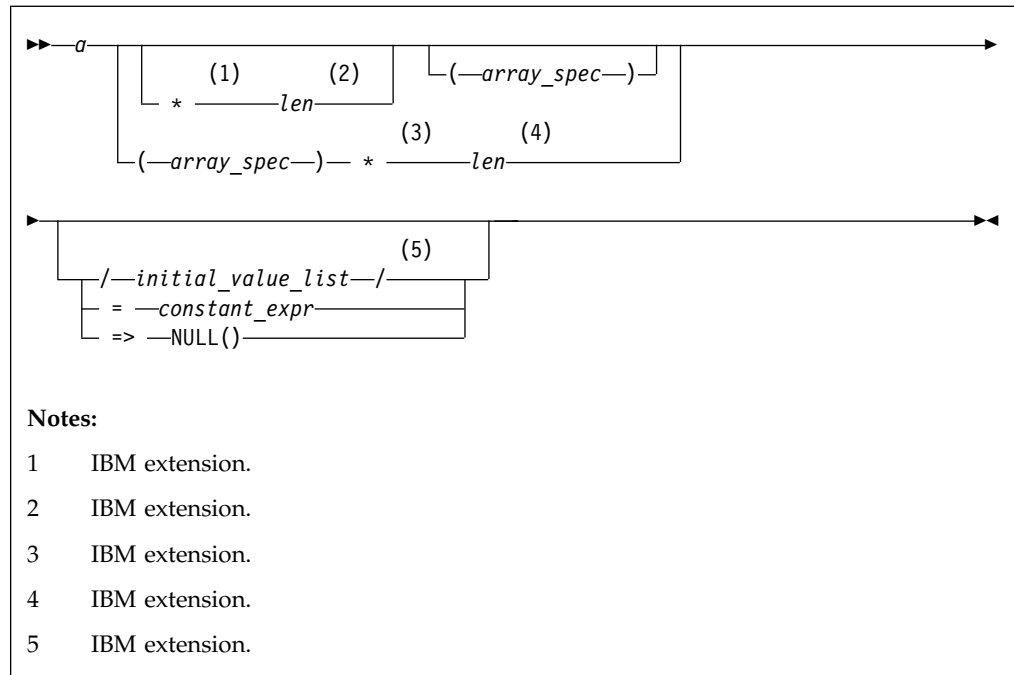 a
(1) (2) ( array_spec )
* len
(3) (4)
( array_spec ) * len
(5)
/ initial_value_list /
= constant_expr
=> NULL()
Notes:
1 IBM extension.
2 IBM extension.
3 IBM extension.
4 IBM extension.
5 IBM extension.